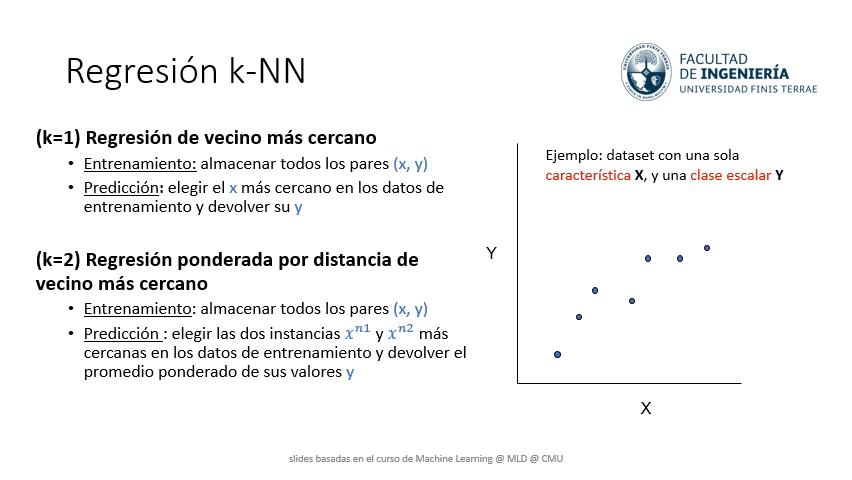 Regresión k-NN
FACULTAD
DE INGENIERÍA
UNIVERSIDAD FINIS TERRAE
(k=1) Regresión de vecino más cercano
• Entrenamiento: almacenar todos los pares (x, y)
• Predicción: elegir el x más cercano en los datos de
entrenamiento y devolver su y
(k=2) Regresión ponderada por distancia de
vecino más cercano
• Entrenamiento: almacenar todos los pares (x, y)
• Predicción : elegir las dos instancias x^{n1} y x^{n2} más
cercanas en los datos de entrenamiento y devolver el
promedio ponderado de sus valores y
Ejemplo: dataset con una sola
característica X, y una clase escalar Y
Y
X
slides basadas en el curso de Machine Learning @ MLD @ CMU